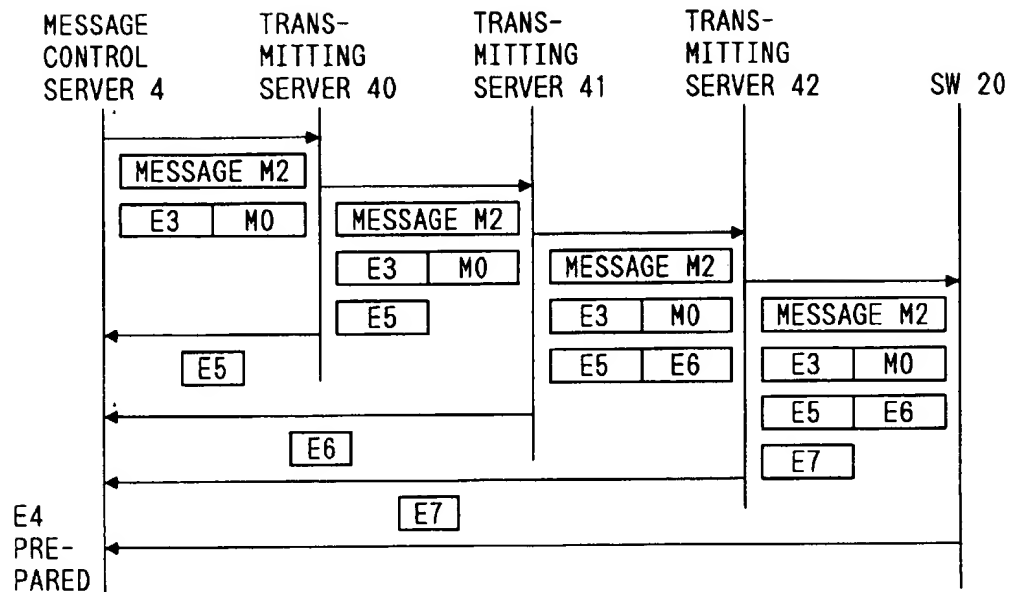 MESSAGE
CONTROL
SERVER 4
TRANS-
MITTING
SERVER 40
TRANS-
MITTING
SERVER 41
TRANS-
MITTING
SERVER 42
SW 20
MESSAGE M2
E3 M0
MESSAGE M2
E3 M0
E5
MESSAGE M2
E3 M0
E5 E6
MESSAGE M2
E3 M0
E5 E6
E7
E5
E6
E7
E4
PRE-
PARED